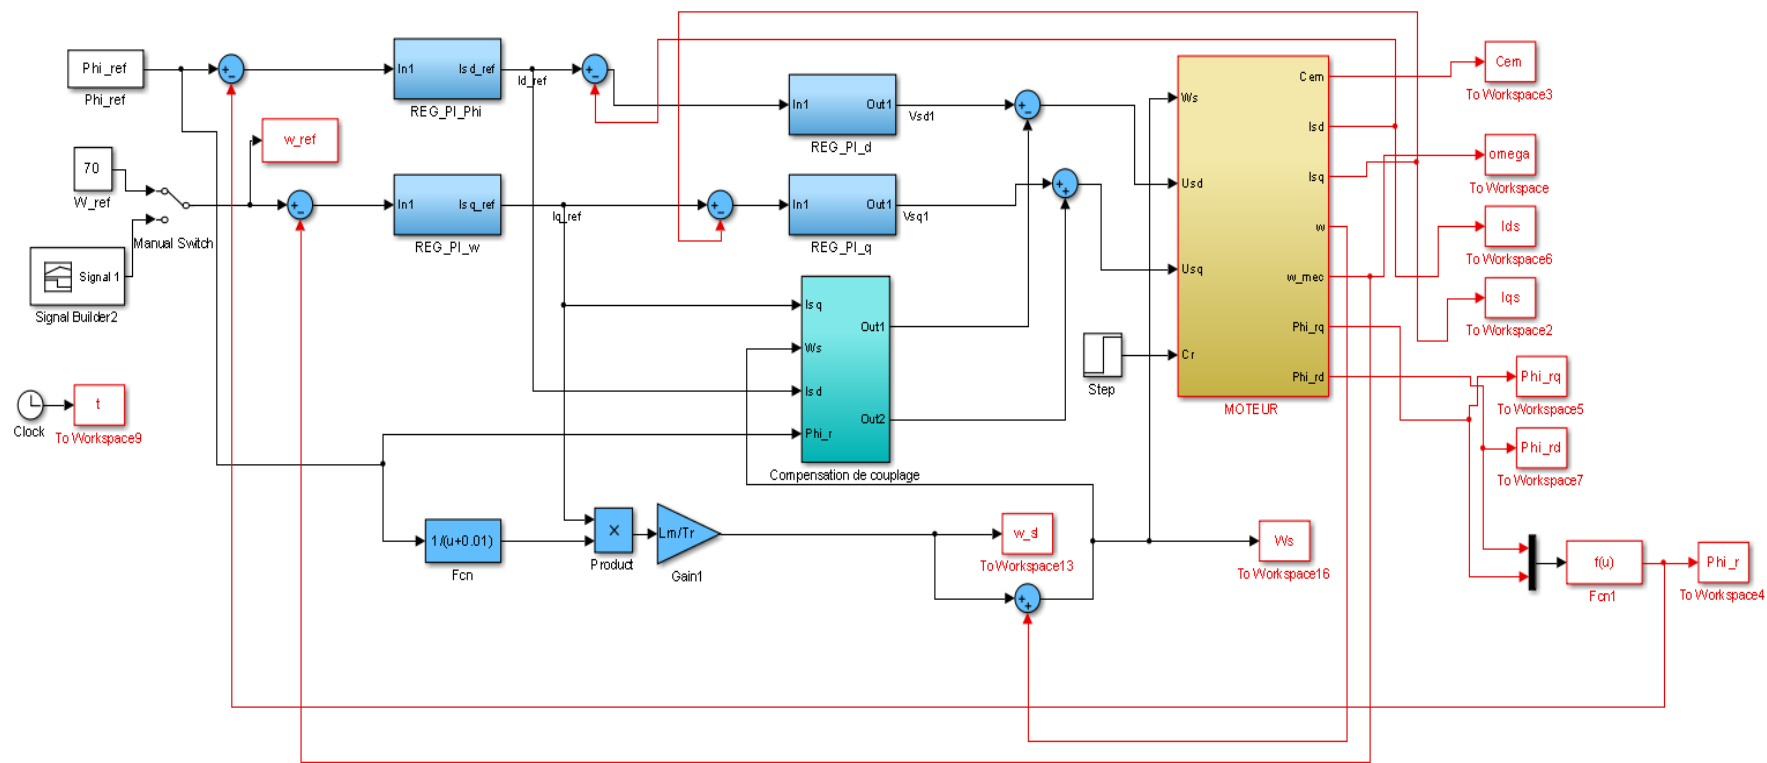 Phi_ref
Phi_ref
In1
Isd_ref
REG_PI_Phi
Id_ref
In1
Out1
REG_PI_d
Vsd1
w_ref
70
W_ref
Manual Switch
Signal 1
Signal Builder2
In1
Isq_ref
REG_PI_w
Iq_ref
In1
Out1
REG_PI_q
Vsq1
Isq
Ws
Isd
Phi_r
Out1
Out2
Compensation de couplage
Clock
t
To Workspace9
1/(u+0.01)
Fcn
×
Product
Lm/Tr
Gain1
w_sl
To Workspace13
Step
Ws
Usd
Usq
Cr
Cem
Isd
Isq
w
w_mec
Phi_rq
Phi_rd
MOTEUR
Ws
To Workspace16
Cem
To Workspace3
omega
To Workspace
Ids
To Workspace6
Iqs
To Workspace2
Phi_rq
To Workspace5
Phi_rd
To Workspace7
f(u)
Fcn1
Phi_r
To Workspace4